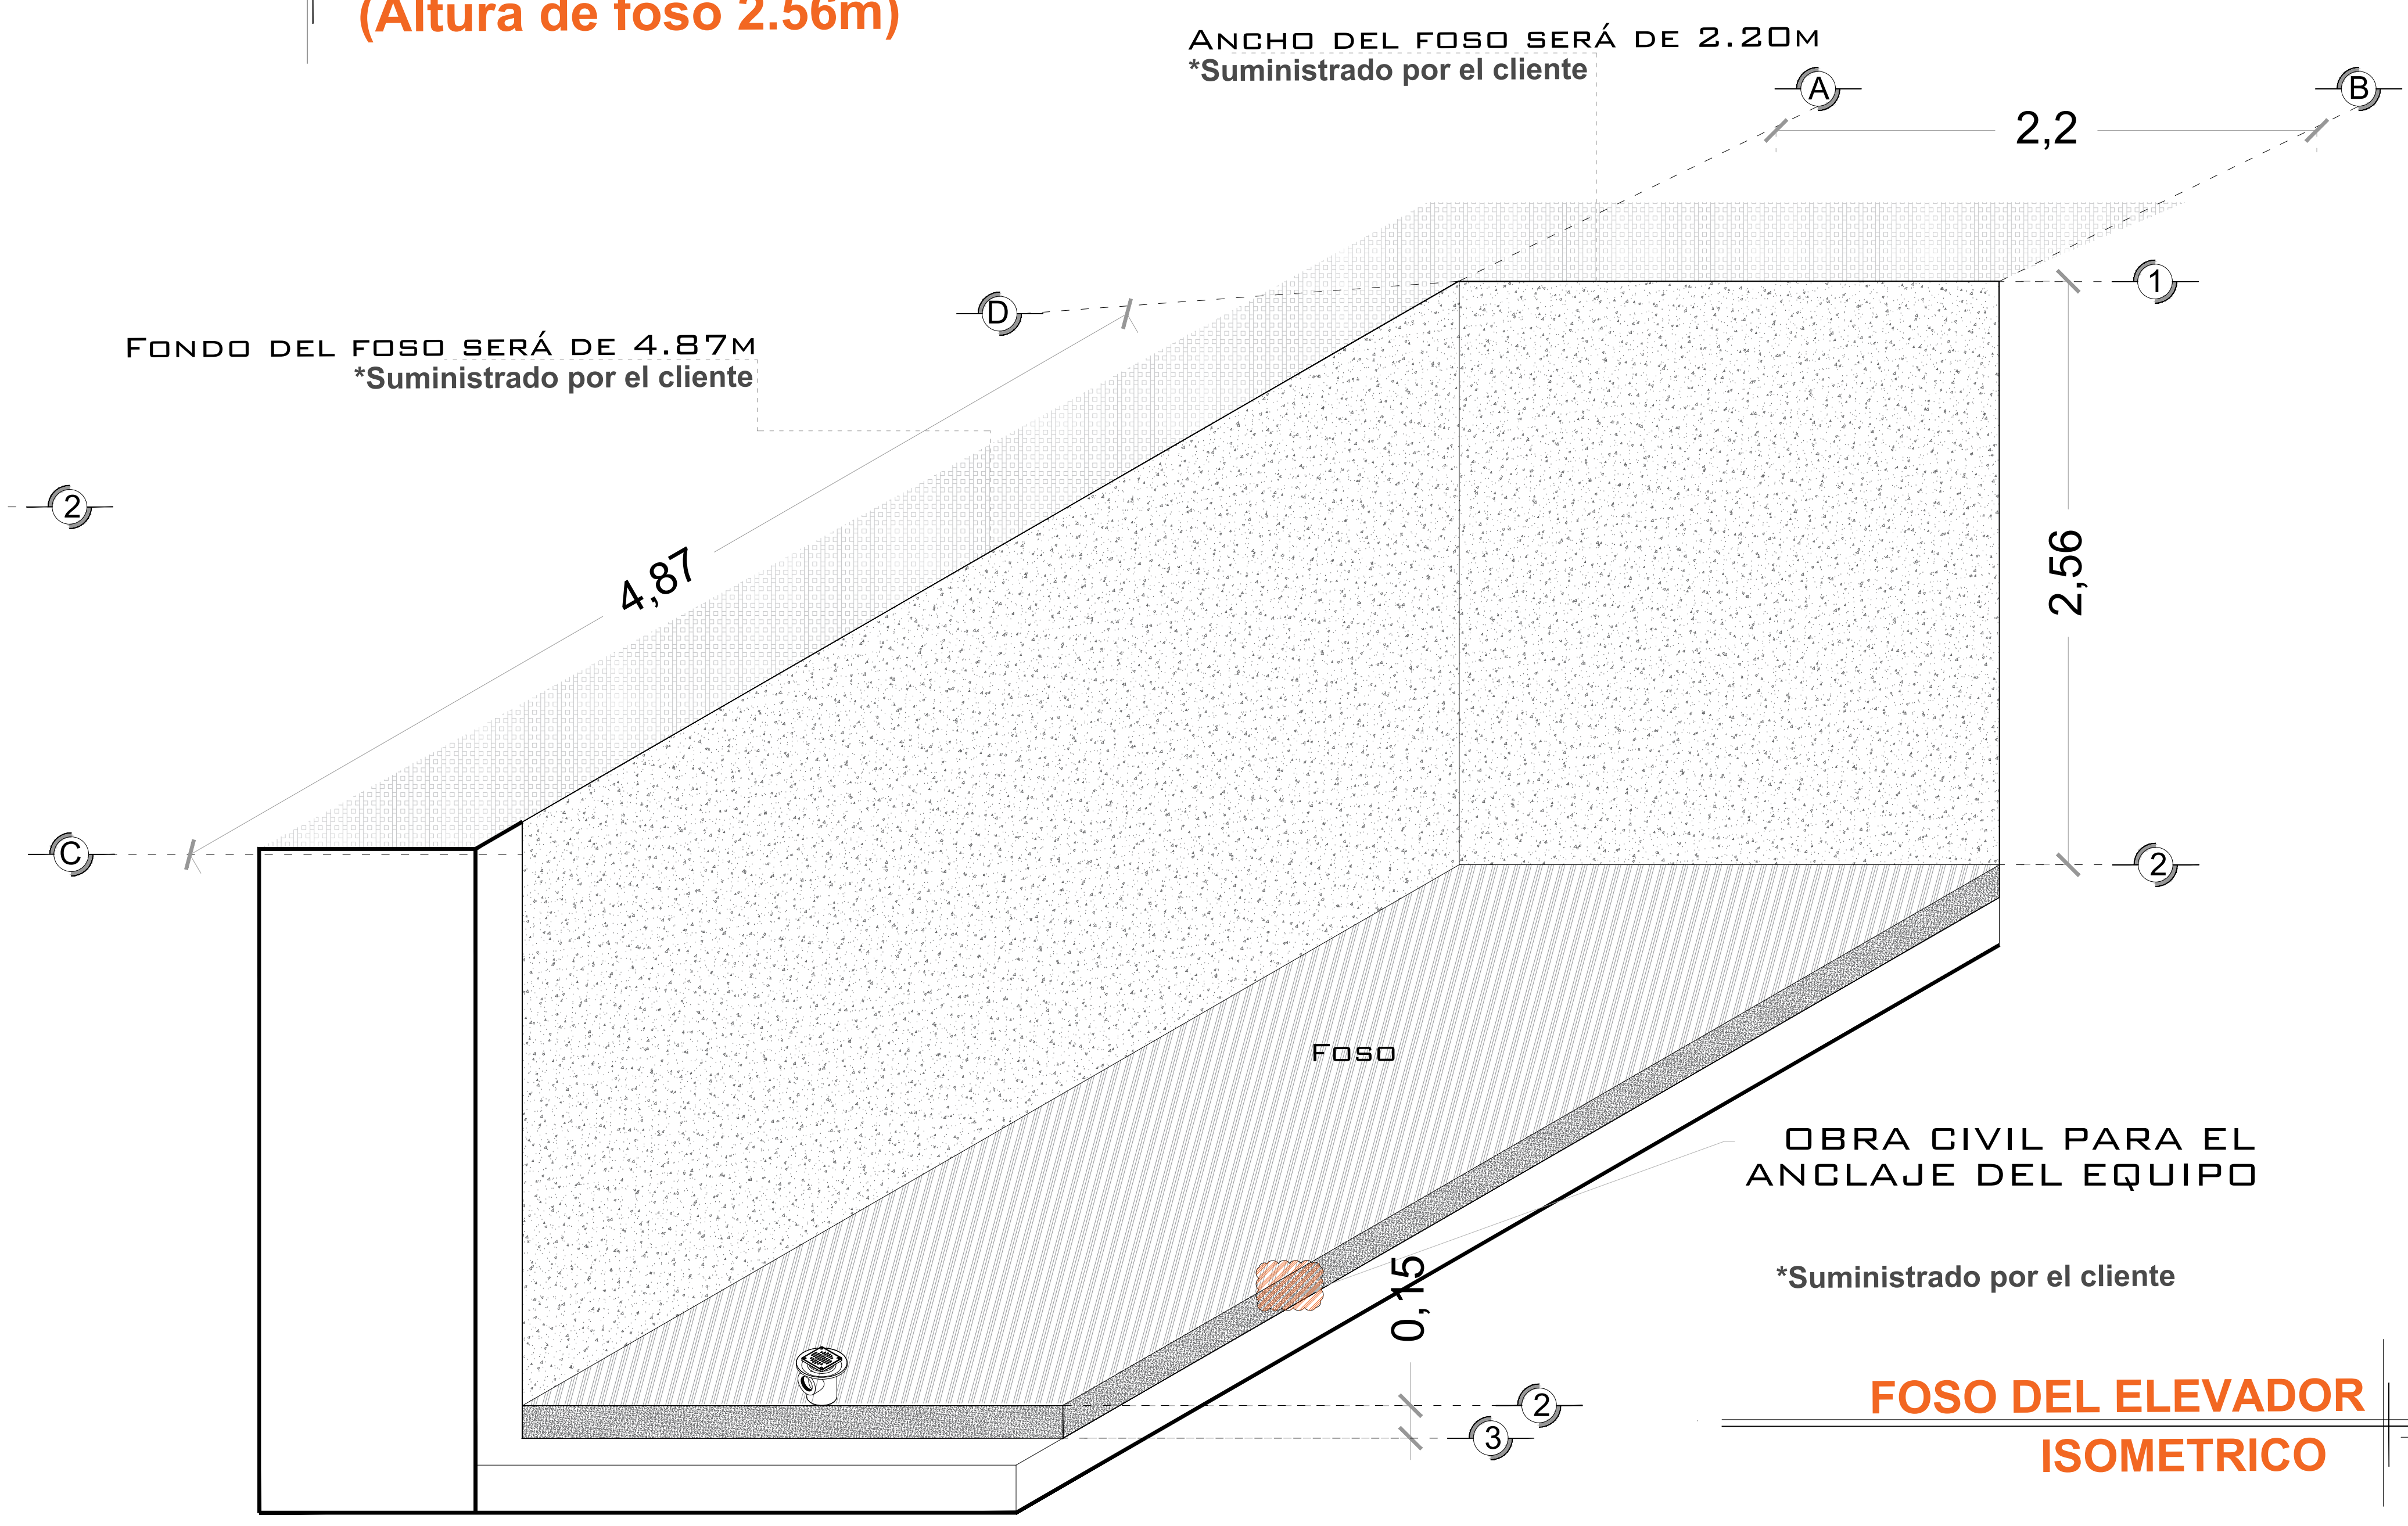 (Altura de foso 2.56m)
ANCHO DEL FOSO SERÁ DE 2.20M
*Suministrado por el cliente
A
B
2,2
1
D
FONDO DEL FOSO SERÁ DE 4.87M
*Suministrado por el cliente
2
4,87
2,56
C
2
FOSO
OBRA CIVIL PARA EL
ANCLAJE DEL EQUIPO
*Suministrado por el cliente
0,15
2
3
FOSO DEL ELEVADOR
ISOMETRICO